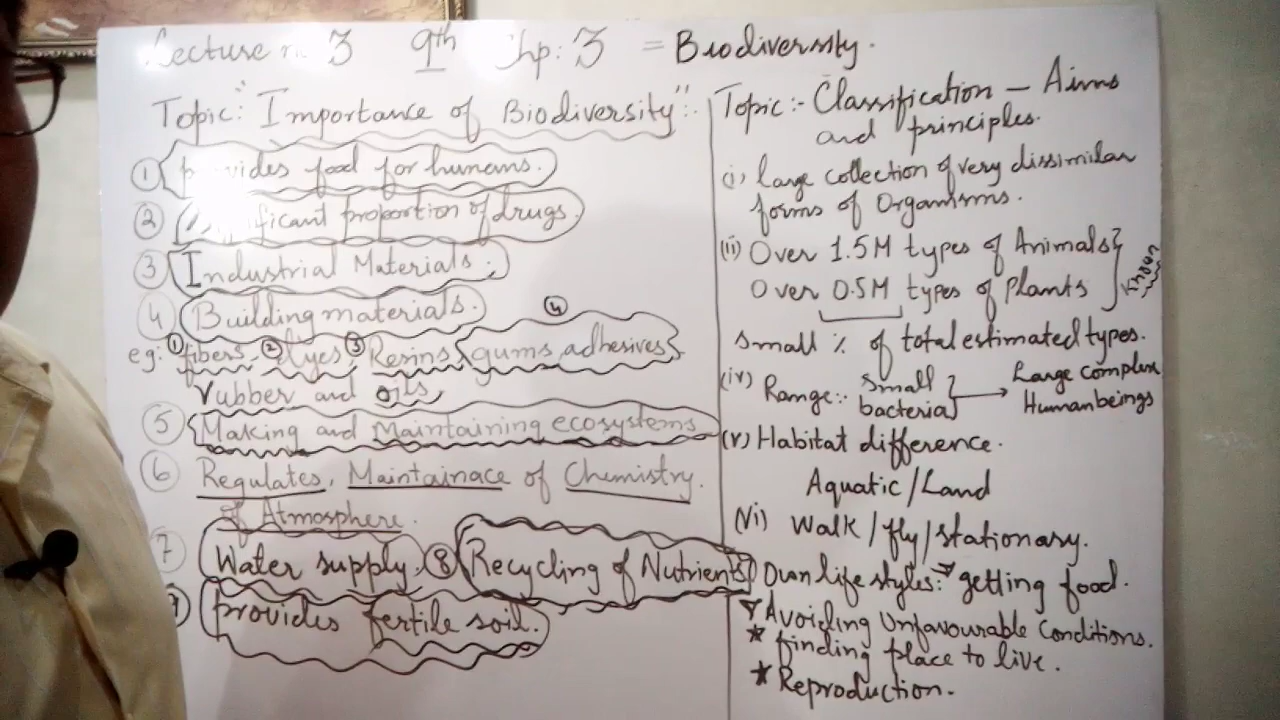 Lecture n 3 9th Chp: 3 = Biodiversity.
Topic: "Importance of Biodiversity":-
① provides food for humans.
② ificant proportion of drugs.
③ Industrial Materials;
④ Building materials.
④
eg: ① fibers, ② dyes, ③ Resins, gums, adhesives
rubber and oils,
⑤ Making and Maintaining ecosystems
⑥ Regulates, Maintainace of Chemistry
of Atmosphere.
7 Water supply. ⑧ Recycling of Nutrients
9 provides fertile soil.
Topic:- Classification - Aims
and principles.
(i) large collection of very dissimilar
forms of Organisms.
(ii) Over 1.5M types of Animals
Over 0.5M types of Plants
Known
Small % of total estimated types.
(iv) Range:- Small bacteria → Large Complex Humanbeings
(v) Habitat difference.
Aquatic/Land
(Vi) Walk/fly/stationary.
Own life styles:- getting food.
Avoiding Unfavourable Conditions.
* finding place to live.
* Reproduction.